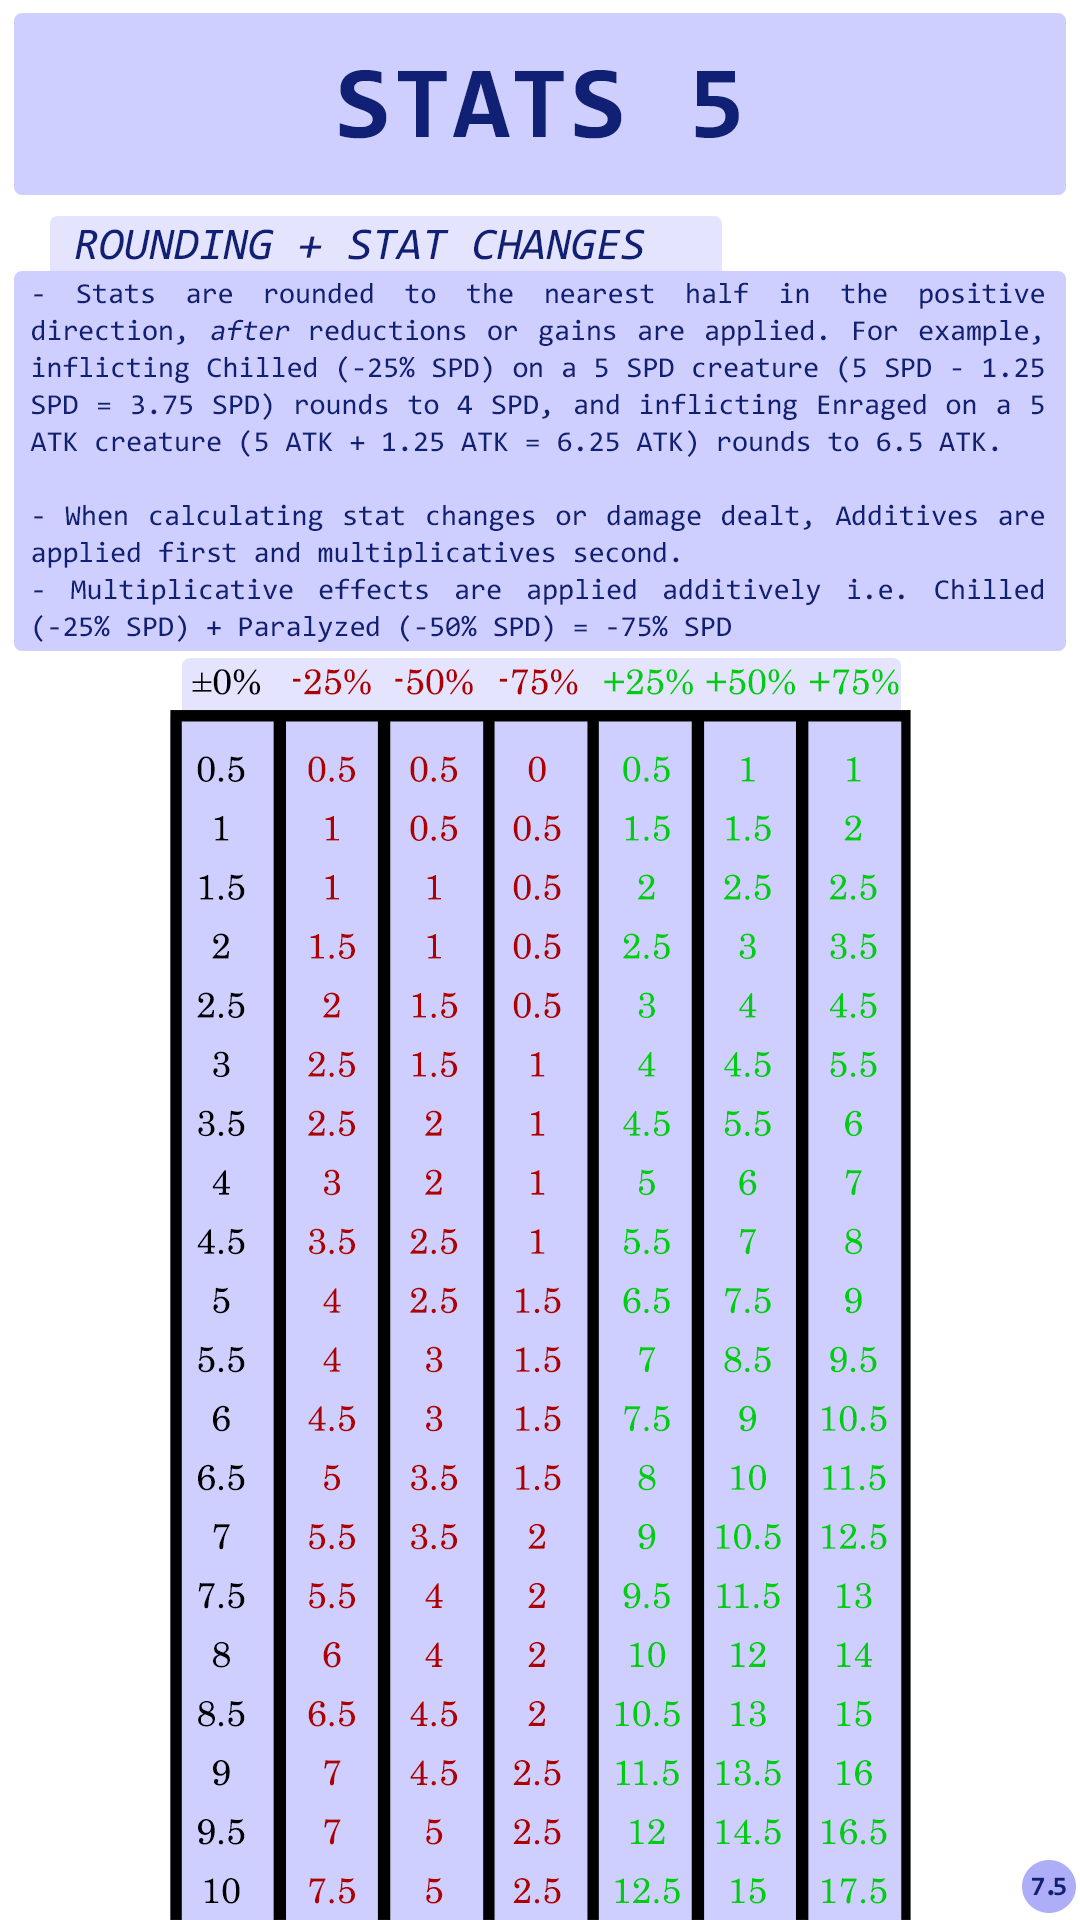 STATS 5
ROUNDING + STAT CHANGES
- Stats are rounded to the nearest half in the positive
direction, after reductions or gains are applied. For example,
inflicting Chilled (-25% SPD) on a 5 SPD creature (5 SPD - 1.25
SPD = 3.75 SPD) rounds to 4 SPD, and inflicting Enraged on a 5
ATK creature (5 ATK + 1.25 ATK = 6.25 ATK) rounds to 6.5 ATK.
- When calculating stat changes or damage dealt, Additives are
applied first and multiplicatives second.
- Multiplicative effects are applied additively i.e. Chilled
(-25% SPD) + Paralyzed (-50% SPD) = -75% SPD
±0% -25% -50% -75% +25% +50% +75%
0.5 0.5 0.5 0 0.5 1 1
1 1 0.5 0.5 1.5 1.5 2
1.5 1 1 0.5 2 2.5 2.5
2 1.5 1 0.5 2.5 3 3.5
2.5 2 1.5 0.5 3 4 4.5
3 2.5 1.5 1 4 4.5 5.5
3.5 2.5 2 1 4.5 5.5 6
4 3 2 1 5 6 7
4.5 3.5 2.5 1 5.5 7 8
5 4 2.5 1.5 6.5 7.5 9
5.5 4 3 1.5 7 8.5 9.5
6 4.5 3 1.5 7.5 9 10.5
6.5 5 3.5 1.5 8 10 11.5
7 5.5 3.5 2 9 10.5 12.5
7.5 5.5 4 2 9.5 11.5 13
8 6 4 2 10 12 14
8.5 6.5 4.5 2 10.5 13 15
9 7 4.5 2.5 11.5 13.5 16
9.5 7 5 2.5 12 14.5 16.5
10 7.5 5 2.5 12.5 15 17.5
7.5